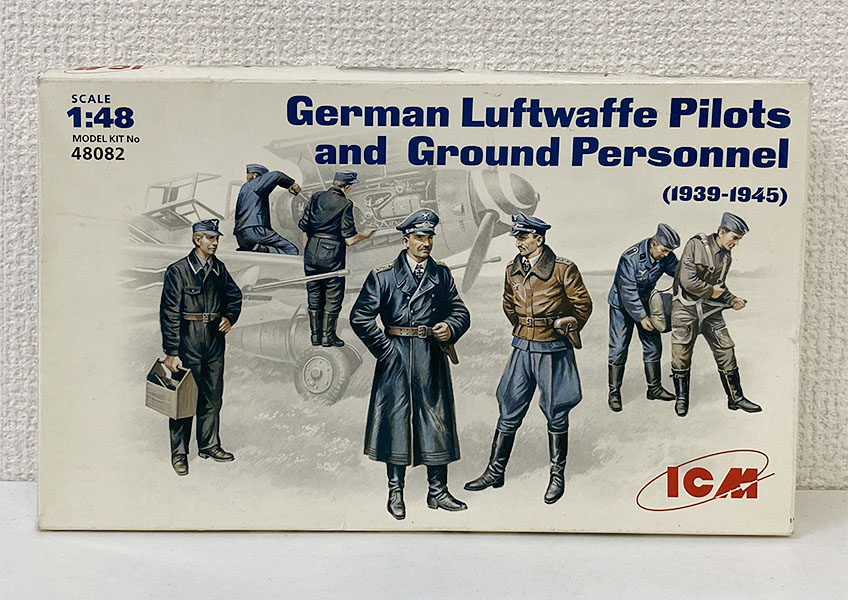 SCALE
1:48
MODEL KIT No
48082
German Luftwaffe Pilots
and Ground Personnel
(1939-1945)
ICM